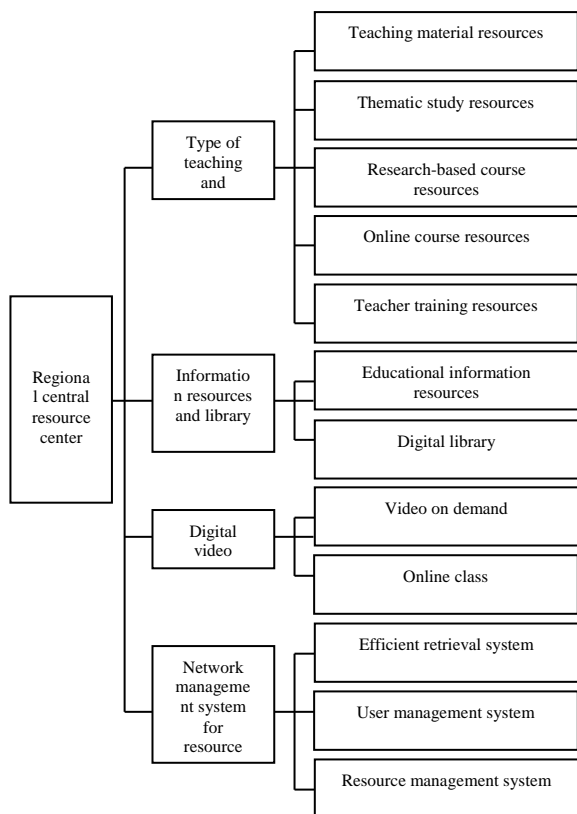 Teaching material resources
Thematic study resources
Type of
teaching
and
Research-based course
resources
Online course resources
Teacher training resources
Regiona
l central
resource
center
Informatio
n resources
and library
Educational information
resources
Digital library
Digital
video
Video on demand
Online class
Network
manageme
nt system
for
resource
Efficient retrieval system
User management system
Resource management system